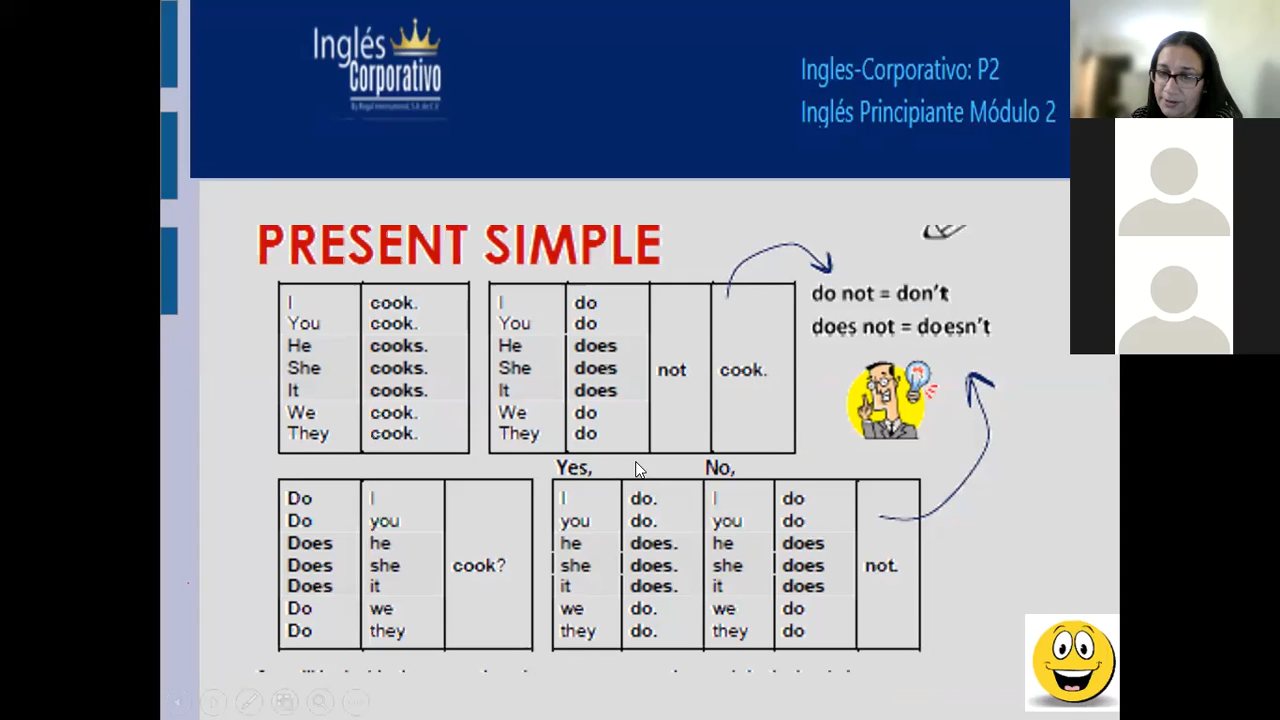 Inglés
Corporativo
Ingles-Corporativo: P2
Inglés Principiante Módulo 2
PRESENT SIMPLE
I cook.
You cook.
He cooks.
She cooks.
It cooks.
We cook.
They cook.
I do
You do
He does
She does not cook.
It does
We do
They do
do not = don't
does not = doesn't
Do I
Do you
Does he
Does she cook?
Does it
Do we
Do they
Yes, No,
I do. I do
you do. you do
he does. he does
she does. she does not.
it does. it does
we do. we do
they do. they do